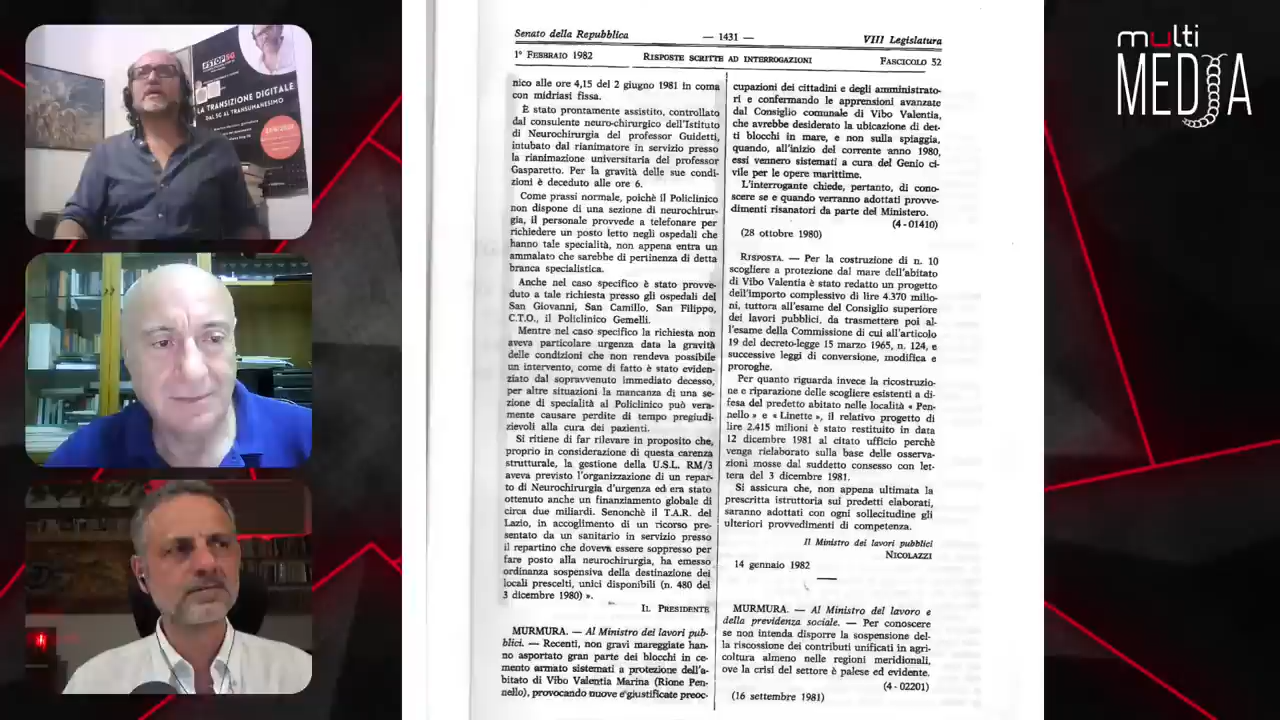 #STOP5G
LA TRANSIZIONE DIGITALE
DAL 5G AL TRANSUMANESIMO
multi
MEDIA
Senato della Repubblica
— 1431 —
VIII Legislatura
1° FEBBRAIO 1982
RISPOSTE SCRITTE AD INTERROGAZIONI
FASCICOLO 52
nico alle ore 4,15 del 2 giugno 1981 in coma
con midriasi fissa.
È stato prontamente assistito, controllato
dal consulente neuro-chirurgico dell'Istituto
di Neurochirurgia del professor Guidetti,
intubato dal rianimatore in servizio presso
la rianimazione universitaria del professor
Gasparetto. Per la gravità delle sue condi-
zioni è deceduto alle ore 6.
Come prassi normale, poichè il Policlinico
non dispone di una sezione di neurochirur-
gia, il personale provvede a telefonare per
richiedere un posto letto negli ospedali che
hanno tale specialità, non appena entra un
ammalato che sarebbe di pertinenza di detta
branca specialistica.
Anche nel caso specifico è stato provve-
duto a tale richiesta presso gli ospedali del
San Giovanni, San Camillo, San Filippo,
C.T.O., il Policlinico Gemelli.
Mentre nel caso specifico la richiesta non
aveva particolare urgenza data la gravità
delle condizioni che non rendeva possibile
un intervento, come di fatto è stato eviden-
ziato dal sopravvenuto immediato decesso,
per altre situazioni la mancanza di una se-
zione di specialità al Policlinico può vera-
mente causare perdite di tempo pregiudi-
zievoli alla cura dei pazienti.
Si ritiene di far rilevare in proposito che,
proprio in considerazione di questa carenza
strutturale, la gestione della U.S.L. RM/3
aveva previsto l'organizzazione di un repar-
to di Neurochirurgia d'urgenza ed era stato
ottenuto anche un finanziamento globale di
circa due miliardi. Senonchè il T.A.R. del
Lazio, in accoglimento di un ricorso pre-
sentato da un sanitario in servizio presso
il repartino che doveva essere soppresso per
fare posto alla neurochirurgia, ha emesso
ordinanza sospensiva della destinazione dei
locali prescelti, unici disponibili (n. 480 del
3 dicembre 1980) ».
IL PRESIDENTE
MURMURA. — Al Ministro dei lavori pub-
blici. — Recenti, non gravi mareggiate han-
no asportato gran parte dei blocchi in ce-
mento armato sistemati a protezione dell'a-
bitato di Vibo Valentia Marina (Rione Pen-
nello), provocando nuove e giustificate preoc-
cupazioni dei cittadini e degli amministrato-
ri e confermando le apprensioni avanzate
dal Consiglio comunale di Vibo Valentia,
che avrebbe desiderato la ubicazione di det-
ti blocchi in mare, e non sulla spiaggia,
quando, all'inizio del corrente anno 1980,
essi vennero sistemati a cura del Genio ci-
vile per le opere marittime.
L'interrogante chiede, pertanto, di cono-
scere se e quando verranno adottati provve-
dimenti risanatori da parte del Ministero.
(4 - 01410)
(28 ottobre 1980)
RISPOSTA. — Per la costruzione di n. 10
scogliere a protezione dal mare dell'abitato
di Vibo Valentia è stato redatto un progetto
dell'importo complessivo di lire 4.370 milio-
ni, tuttora all'esame del Consiglio superiore
dei lavori pubblici, da trasmettere poi al-
l'esame della Commissione di cui all'articolo
19 del decreto-legge 15 marzo 1965, n. 124, e
successive leggi di conversione, modifica e
proroghe.
Per quanto riguarda invece la ricostruzio-
ne e riparazione delle scogliere esistenti a di-
fesa del predetto abitato nelle località « Pen-
nello » e « Linette », il relativo progetto di
lire 2.415 milioni è stato restituito in data
12 dicembre 1981 al citato ufficio perchè
venga rielaborato sulla base delle osserva-
zioni mosse dal suddetto consesso con let-
tera del 3 dicembre 1981.
Si assicura che, non appena ultimata la
prescritta istruttoria sui predetti elaborati,
saranno adottati con ogni sollecitudine gli
ulteriori provvedimenti di competenza.
Il Ministro dei lavori pubblici
NICOLAZZI
14 gennaio 1982
MURMURA. — Al Ministro del lavoro e
della previdenza sociale. — Per conoscere
se non intenda disporre la sospensione del-
la riscossione dei contributi unificati in agri-
coltura almeno nelle regioni meridionali,
ove la crisi del settore è palese ed evidente.
(4 - 02201)
(16 settembre 1981)